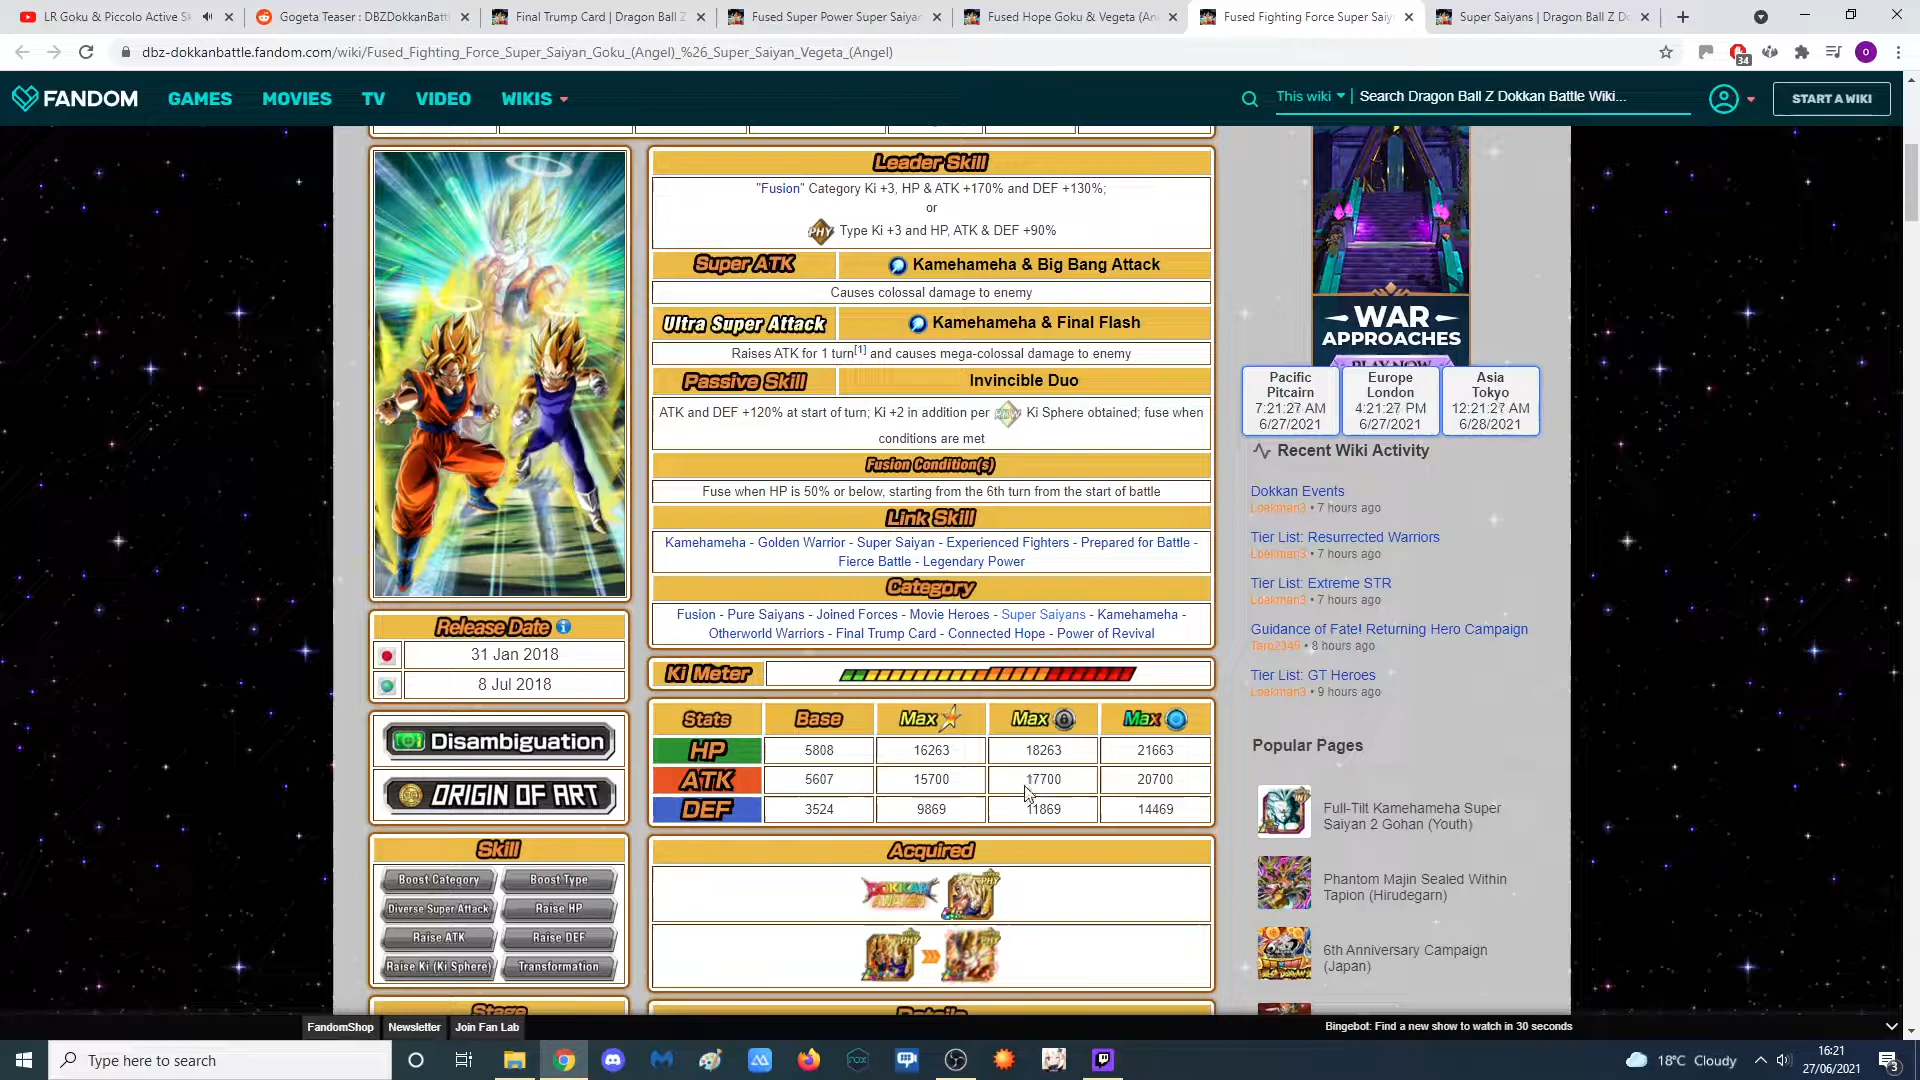 LR Goku & Piccolo Active Sk
Gogeta Teaser : DBZDokkanBattl
Final Trump Card | Dragon Ball Z
Fused Super Power Super Saiyan
Fused Hope Goku & Vegeta (An
Fused Fighting Force Super Saiy
Super Saiyans | Dragon Ball Z Do
dbz-dokkanbattle.fandom.com/wiki/Fused_Fighting_Force_Super_Saiyan_Goku_(Angel)_%26_Super_Saiyan_Vegeta_(Angel)
34
o
FANDOM
GAMES
MOVIES
TV
VIDEO
WIKIS
This wiki
Search Dragon Ball Z Dokkan Battle Wiki...
START A WIKI
Leader Skill
"Fusion" Category Ki +3, HP & ATK +170% and DEF +130%;
or
PHY Type Ki +3 and HP, ATK & DEF +90%
Super ATK
Kamehameha & Big Bang Attack
Causes colossal damage to enemy
Ultra Super Attack
Kamehameha & Final Flash
Raises ATK for 1 turn[1] and causes mega-colossal damage to enemy
Passive Skill
Invincible Duo
ATK and DEF +120% at start of turn; Ki +2 in addition per Ki Sphere obtained; fuse when
conditions are met
Fusion Condition(s)
Fuse when HP is 50% or below, starting from the 6th turn from the start of battle
Link Skill
Kamehameha - Golden Warrior - Super Saiyan - Experienced Fighters - Prepared for Battle -
Fierce Battle - Legendary Power
Category
Fusion - Pure Saiyans - Joined Forces - Movie Heroes - Super Saiyans - Kamehameha -
Otherworld Warriors - Final Trump Card - Connected Hope - Power of Revival
Release Date
31 Jan 2018
8 Jul 2018
Disambiguation
ORIGIN OF ART
Skill
Boost Category
Boost Type
Diverse Super Attack
Raise HP
Raise ATK
Raise DEF
Raise Ki (Ki Sphere)
Transformation
Stage
Ki Meter
Stats
Base
Max
Max
Max
HP
5808
16263
18263
21663
ATK
5607
15700
17700
20700
DEF
3524
9869
11869
14469
Acquired
DOKKAN
AWAKEN
Details
WAR
APPROACHES
PLAY NOW
Pacific
Pitcairn
7:21:27 AM
6/27/2021
Europe
London
4:21:27 PM
6/27/2021
Asia
Tokyo
12:21:27 AM
6/28/2021
Recent Wiki Activity
Dokkan Events
Loekman3 • 7 hours ago
Tier List: Resurrected Warriors
Loekman3 • 7 hours ago
Tier List: Extreme STR
Loekman3 • 7 hours ago
Guidance of Fate! Returning Hero Campaign
Taro2345 • 8 hours ago
Tier List: GT Heroes
Loekman3 • 9 hours ago
Popular Pages
Full-Tilt Kamehameha Super
Saiyan 2 Gohan (Youth)
Phantom Majin Sealed Within
Tapion (Hirudegarn)
6th Anniversary Campaign
(Japan)
FandomShop
Newsletter
Join Fan Lab
Bingebot: Find a new show to watch in 30 seconds
Type here to search
18°C Cloudy
16:21
27/06/2021
3